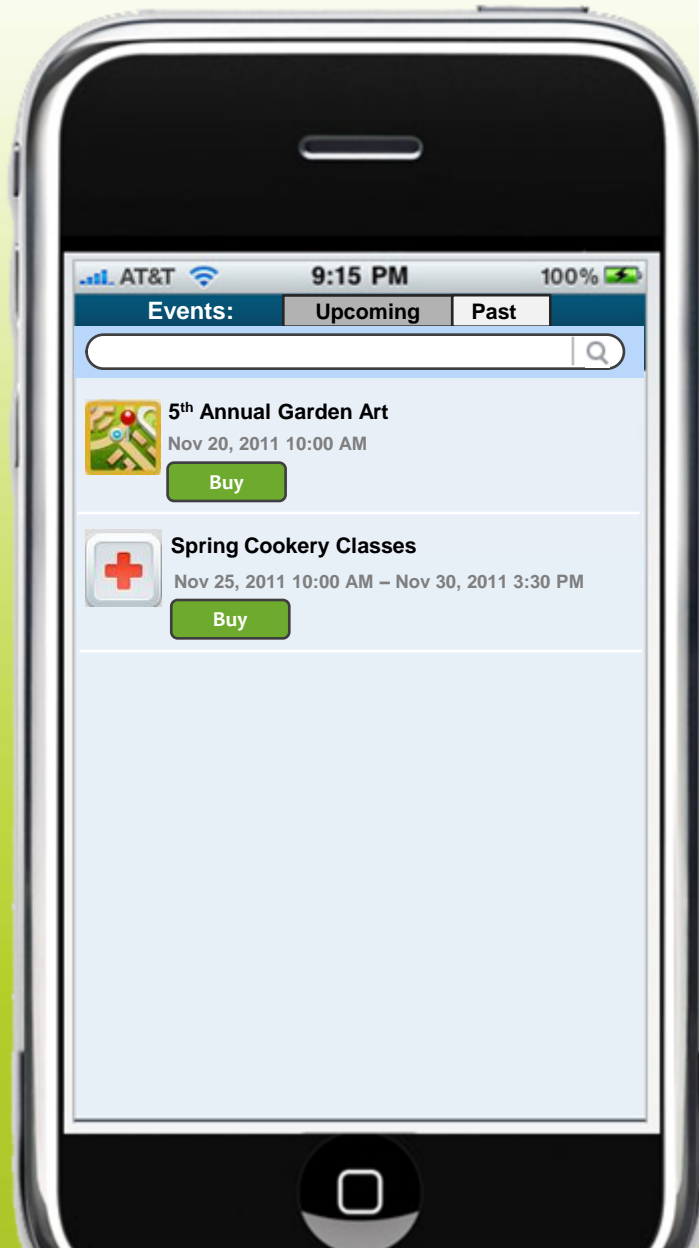 AT&T 9:15 PM 100%
Events: Upcoming Past
5th Annual Garden Art
Nov 20, 2011 10:00 AM
Buy
Spring Cookery Classes
Nov 25, 2011 10:00 AM – Nov 30, 2011 3:30 PM
Buy